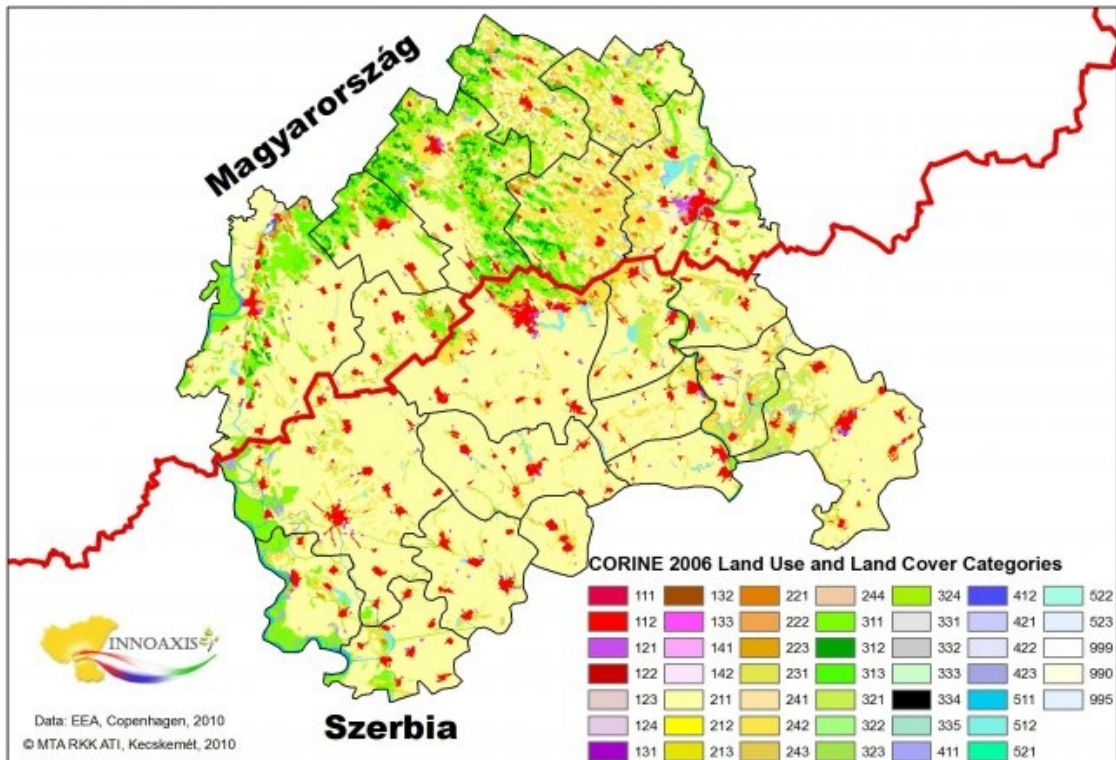 Magyarország
Szerbia
INNOAXIS
Data: EEA, Copenhagen, 2010
© MTA RKK ATI, Kecskemét, 2010
CORINE 2006 Land Use and Land Cover Categories
111 132 221 244 324 412 522
112 133 222 311 331 421 523
121 141 223 312 332 422 999
122 142 231 313 333 423 990
123 211 241 321 334 511 995
124 212 242 322 335 512
131 213 243 323 411 521